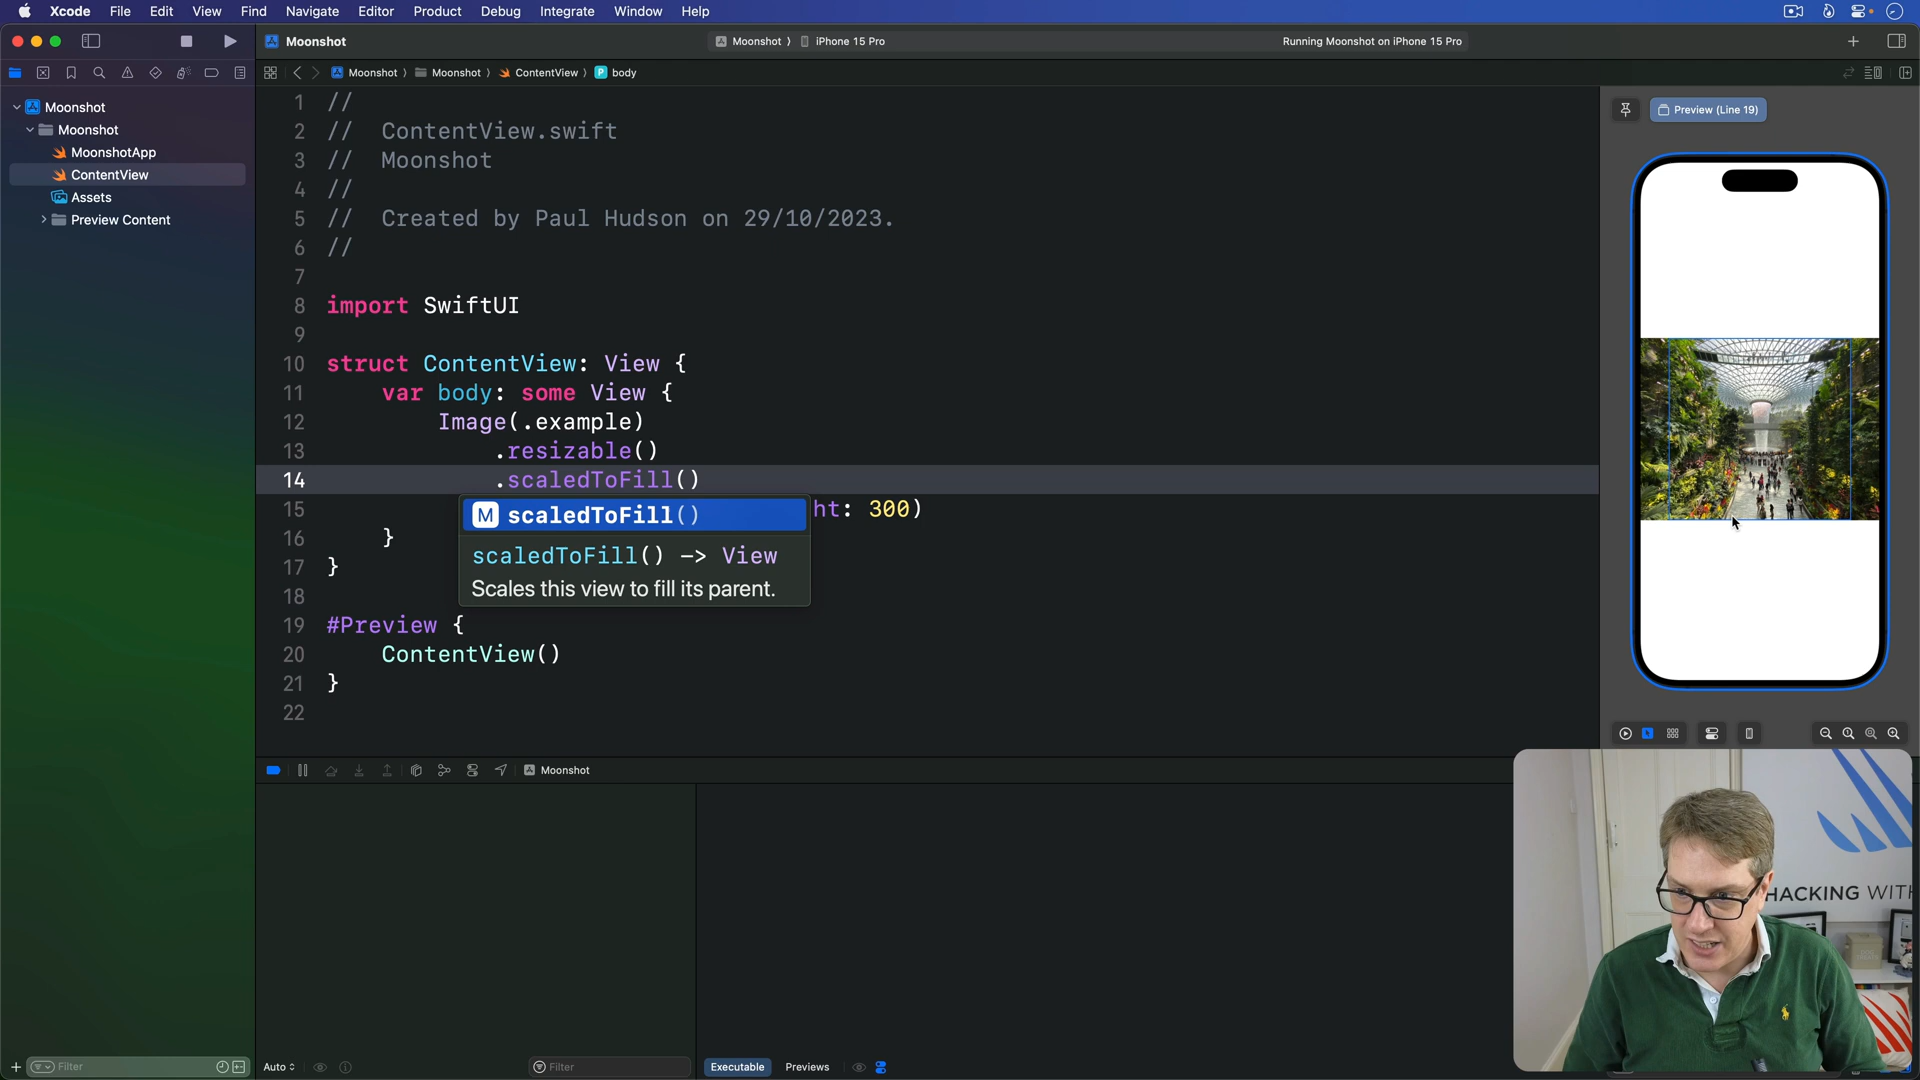 Xcode File Edit View Find Navigate Editor Product Debug Integrate Window Help
Moonshot
Moonshot 〉 iPhone 15 Pro
Running Moonshot on iPhone 15 Pro
Moonshot 〉 Moonshot 〉 ContentView 〉 P body
Moonshot
Moonshot
MoonshotApp
ContentView
Assets
Preview Content
1 //
2 // ContentView.swift
3 // Moonshot
4 //
5 // Created by Paul Hudson on 29/10/2023.
6 //
7
8 import SwiftUI
9
10 struct ContentView: View {
11 var body: some View {
12 Image(.example)
13 .resizable()
14 .scaledToFill()
15 ht: 300)
16 }
17 }
18
19 #Preview {
20 ContentView()
21 }
22
M scaledToFill()
scaledToFill() -> View
Scales this view to fill its parent.
Preview (Line 19)
Moonshot
HACKING WITH
Filter
Auto
Filter
Executable Previews